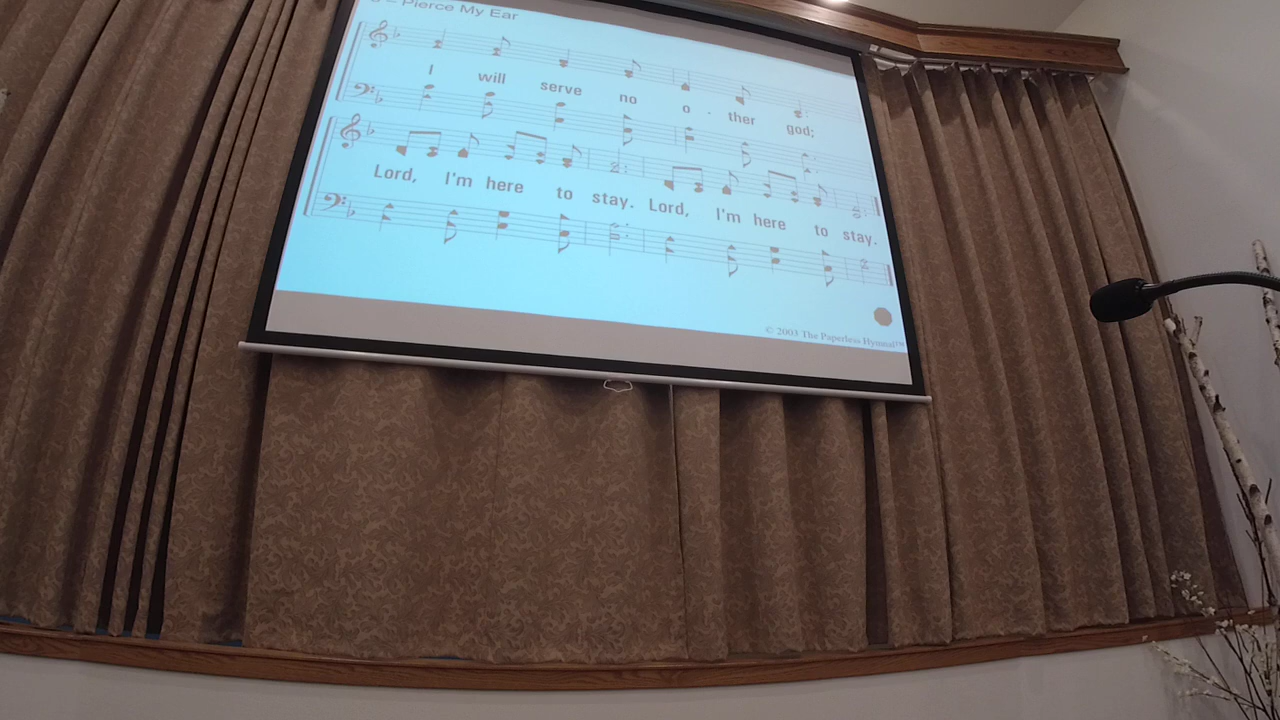 – Pierce My Ear
I will serve no o - ther god;
Lord, I'm here to stay. Lord, I'm here to stay.
© 2003 The Paperless Hymnal™